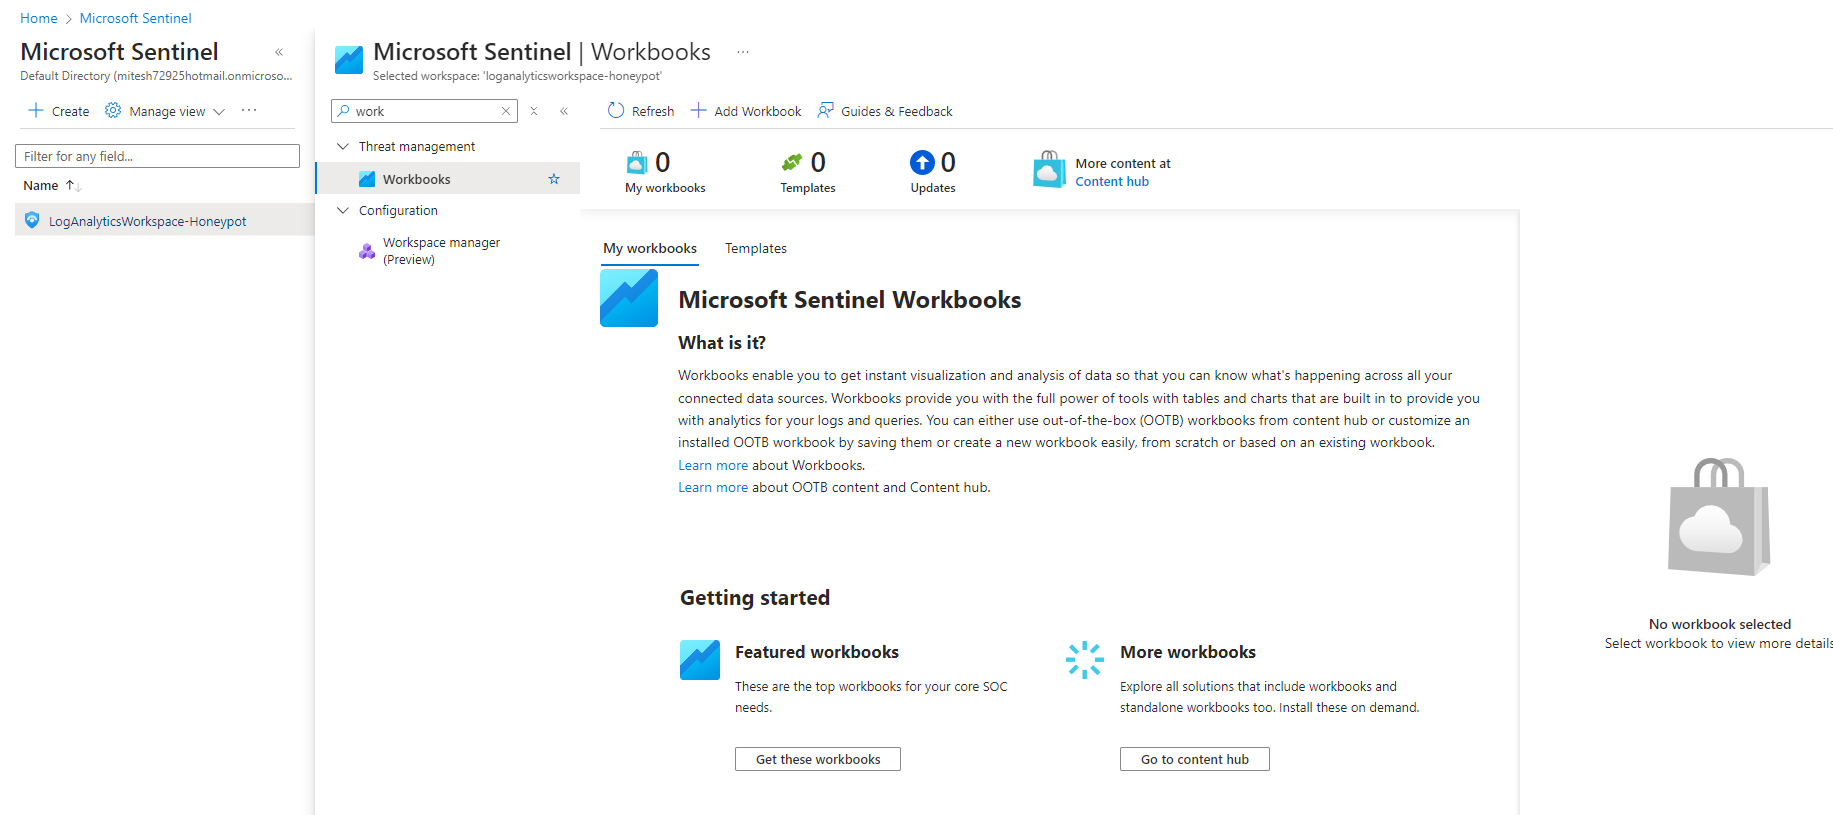 Home > Microsoft Sentinel
Microsoft Sentinel «
Default Directory (mitesh72925hotmail.onmicroso...
+ Create Manage view ...
Filter for any field...
Name ↑↓
LogAnalyticsWorkspace-Honeypot
Microsoft Sentinel | Workbooks ...
Selected workspace: 'loganalyticsworkspace-honeypot'
work
Threat management
Workbooks
Configuration
Workspace manager
(Preview)
Refresh + Add Workbook Guides & Feedback
0
My workbooks
0
Templates
0
Updates
More content at
Content hub
My workbooks Templates
Microsoft Sentinel Workbooks
What is it?
Workbooks enable you to get instant visualization and analysis of data so that you can know what's happening across all your
connected data sources. Workbooks provide you with the full power of tools with tables and charts that are built in to provide you
with analytics for your logs and queries. You can either use out-of-the-box (OOTB) workbooks from content hub or customize an
installed OOTB workbook by saving them or create a new workbook easily, from scratch or based on an existing workbook.
Learn more about Workbooks.
Learn more about OOTB content and Content hub.
Getting started
Featured workbooks
These are the top workbooks for your core SOC
needs.
Get these workbooks
More workbooks
Explore all solutions that include workbooks and
standalone workbooks too. Install these on demand.
Go to content hub
No workbook selected
Select workbook to view more details